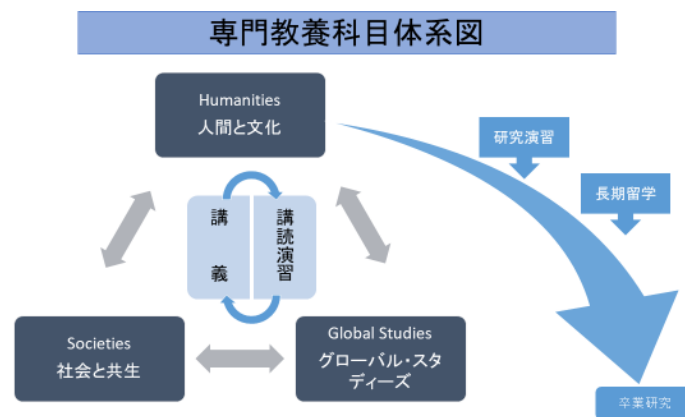 専門教養科目体系図
Humanities
人間と文化
研究演習
長期留学
講義
講読演習
Societies
社会と共生
Global Studies
グローバル・スタ
ディーズ
卒業研究